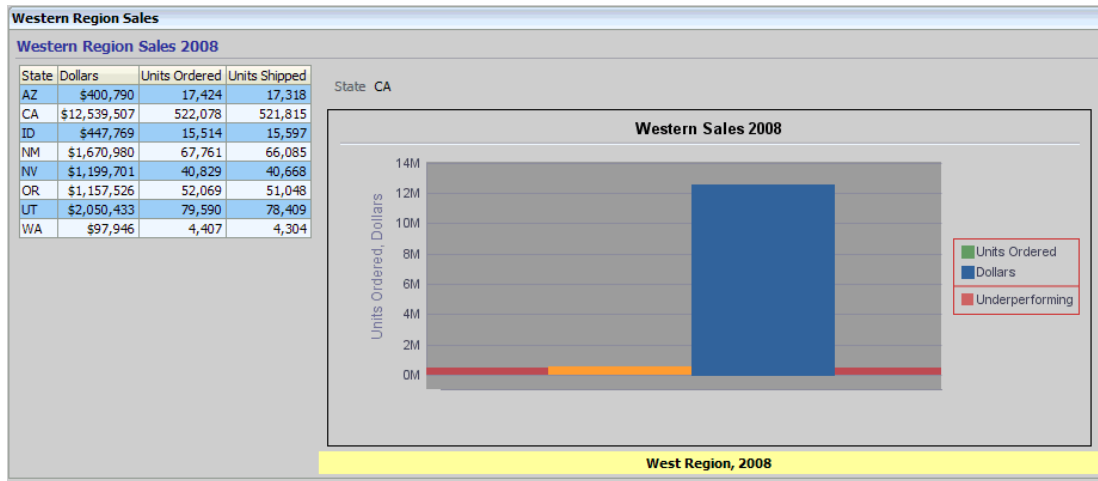 Western Region Sales
Western Region Sales 2008
State Dollars Units Ordered Units Shipped
AZ $400,790 17,424 17,318
CA $12,539,507 522,078 521,815
ID $447,769 15,514 15,597
NM $1,670,980 67,761 66,085
NV $1,199,701 40,829 40,668
OR $1,157,526 52,069 51,048
UT $2,050,433 79,590 78,409
WA $97,946 4,407 4,304
State CA
Western Sales 2008
Units Ordered, Dollars
14M
12M
10M
8M
6M
4M
2M
0M
Units Ordered
Dollars
Underperforming
West Region, 2008